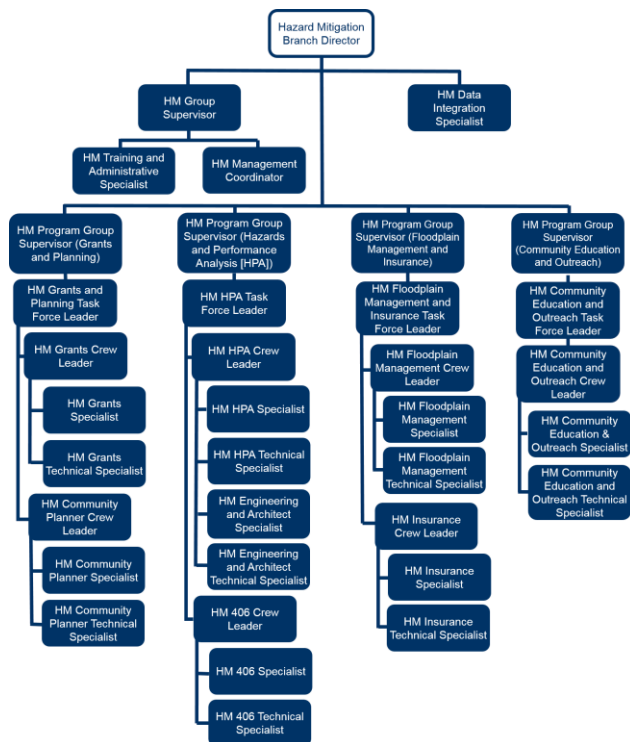 Hazard Mitigation
Branch Director
HM Group
Supervisor
HM Data
Integration
Specialist
HM Training and
Administrative
Specialist
HM Management
Coordinator
HM Program Group
Supervisor (Grants
and Planning)
HM Grants and
Planning Task
Force Leader
HM Grants Crew
Leader
HM Grants
Specialist
HM Grants
Technical Specialist
HM Community
Planner Crew
Leader
HM Community
Planner Specialist
HM Community
Planner Technical
Specialist
HM Program Group
Supervisor (Hazards
and Performance
Analysis [HPA])
HM HPA Task
Force Leader
HM HPA Crew
Leader
HM HPA Specialist
HM HPA Technical
Specialist
HM Engineering
and Architect
Specialist
HM Engineering and
Architect
Technical Specialist
HM 406 Crew
Leader
HM 406 Specialist
HM 406 Technical
Specialist
HM Program Group
Supervisor (Floodplain
Management and
Insurance)
HM Floodplain
Management and
Insurance Task
Force Leader
HM Floodplain
Management Crew
Leader
HM Floodplain
Management
Specialist
HM Floodplain
Management
Technical Specialist
HM Insurance
Crew Leader
HM Insurance
Specialist
HM Insurance
Technical Specialist
HM Program Group
Supervisor
(Community Education
and Outreach)
HM Community
Education and
Outreach Task
Force Leader
HM Community
Education and
Outreach Crew
Leader
HM Community
Education &
Outreach Specialist
HM Community
Education and
Outreach Technical
Specialist